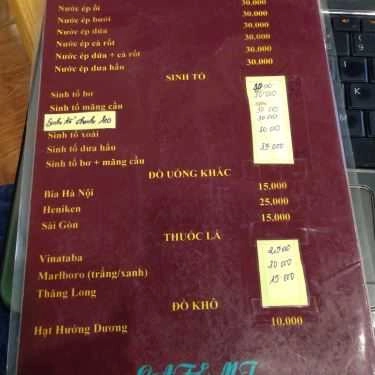 Nước ép ổi 30.000
Nước ép bưởi 30.000
Nước ép dứa 30.000
Nước ép cà rốt 30.000
Nước ép dứa + cà rốt 30.000
Nước ép dưa hấu 30.000
SINH TỐ
Sinh tố bơ
Sinh tố mãng cầu 30 000
Sinh tố chanh leo 30 000
Sinh tố xoài 30 000
Sinh tố dưa hấu
Sinh tố bơ + mãng cầu 35 000
ĐỒ UỐNG KHÁC
Bia Hà Nội 15.000
Heniken 25.000
Sài Gòn 15.000
THUỐC LÁ
Vinataba
Marlboro (trắng/xanh) 30 000
Thăng Long 15 000
ĐỒ KHÔ
Hạt Hướng Dương 10.000